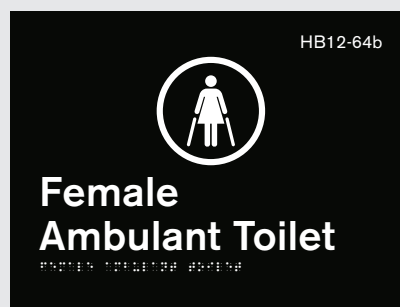 HB12-64b
Female
Ambulant Toilet
⠋⠑⠍⠁⠇⠑ ⠁⠍⠃⠥⠇⠁⠝⠞ ⠞⠕⠊⠇⠑⠞